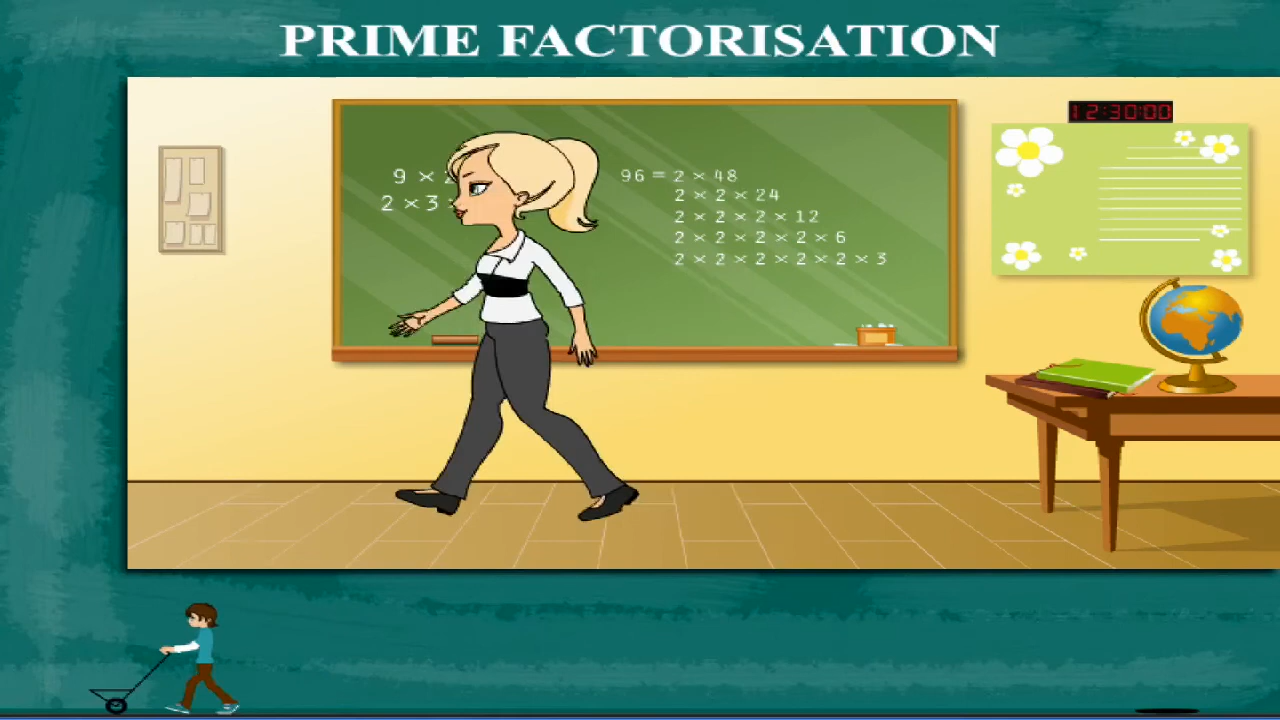 PRIME FACTORISATION
12:30:00
9 ×
2 × 3
96 = 2 × 48
2 × 2 × 24
2 × 2 × 2 × 12
2 × 2 × 2 × 2 × 6
2 × 2 × 2 × 2 × 2 × 3